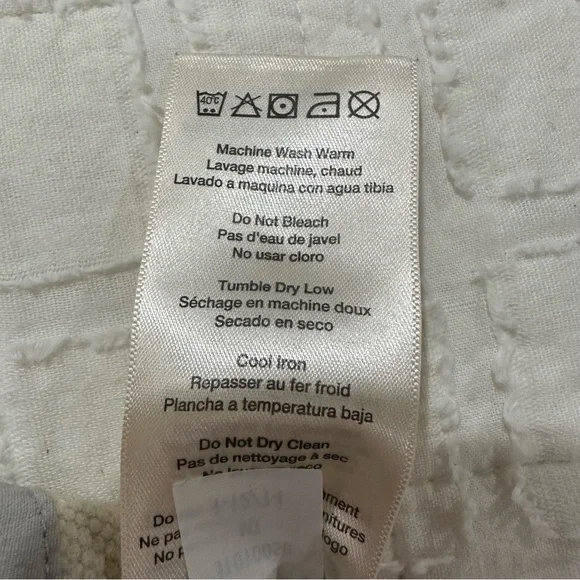 40°C
Machine Wash Warm
Lavage machine, chaud
Lavado a maquina con agua tibia
Do Not Bleach
Pas d'eau de javel
No usar cloro
Tumble Dry Low
Séchage en machine doux
Secado en seco
Cool Iron
Repasser au fer froid
Plancha a temperatura baja
Do Not Dry Clean
Pas de nettoyage à sec
Do